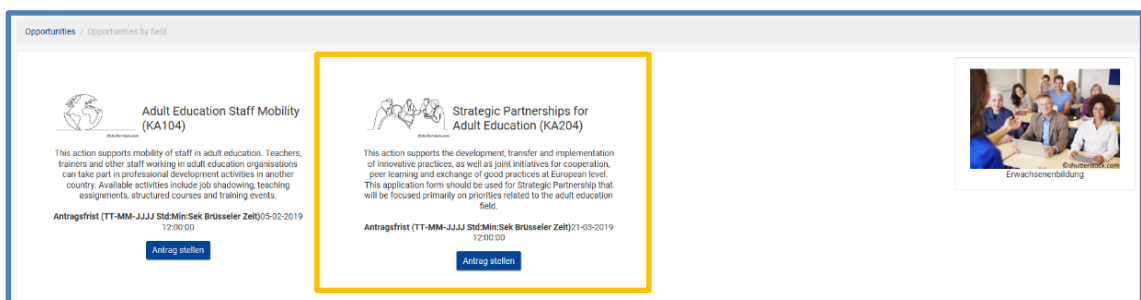 Opportunities / Opportunities by field
Adult Education Staff Mobility
(KA104)
©shutterstock.com
This action supports mobility of staff in adult education. Teachers,
trainers and other staff working in adult education organisations
can take part in professional development activities in another
country. Available activities include job shadowing, teaching
assignments, structured courses and training events.
Antragsfrist (TT-MM-JJJJ Std:Min:Sek Brüsseler Zeit)05-02-2019
12:00:00
Antrag stellen
Strategic Partnerships for
Adult Education (KA204)
©shutterstock.com
This action supports the development, transfer and implementation
of innovative practices, as well as joint initiatives for cooperation,
peer learning and exchange of good practices at European level.
This application form should be used for Strategic Partnership that
will be focused primarily on priorities related to the adult education
field.
Antragsfrist (TT-MM-JJJJ Std:Min:Sek Brüsseler Zeit)21-03-2019
12:00:00
Antrag stellen
©shutterstock.com
Erwachsenenbildung